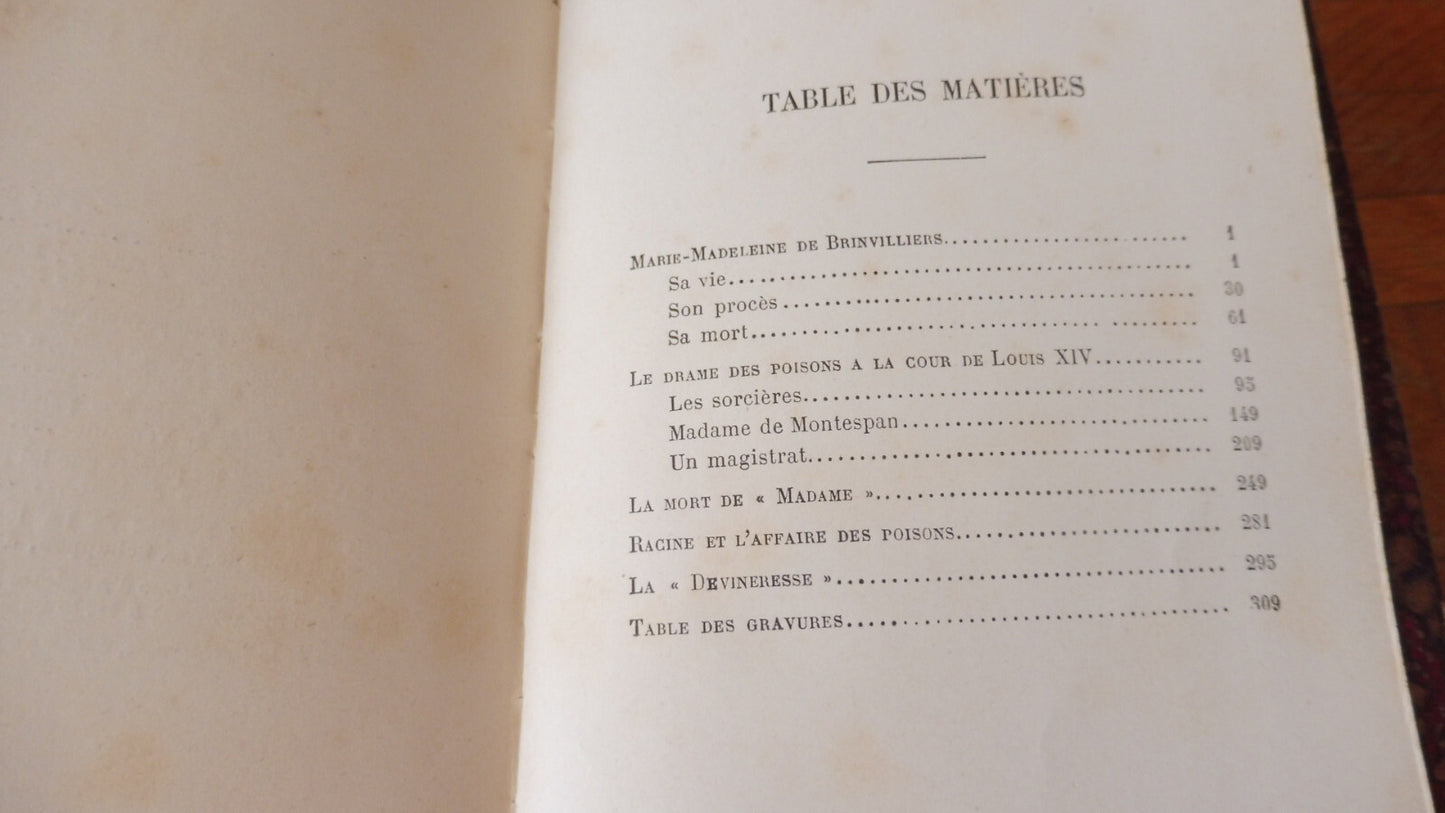 TABLE DES MATIÈRES
MARIE-MADELEINE DE BRINVILLIERS........................ 1
Sa vie........................................ 1
Son procès.................................... 30
Sa mort....................................... 61
LE DRAME DES POISONS A LA COUR DE LOUIS XIV........... 91
Les sorcières................................. 95
Madame de Montespan........................... 149
Un magistrat.................................. 209
LA MORT DE « MADAME »................................. 249
RACINE ET L'AFFAIRE DES POISONS....................... 281
LA « DEVINERESSE ».................................... 295
TABLE DES GRAVURES.................................... 309